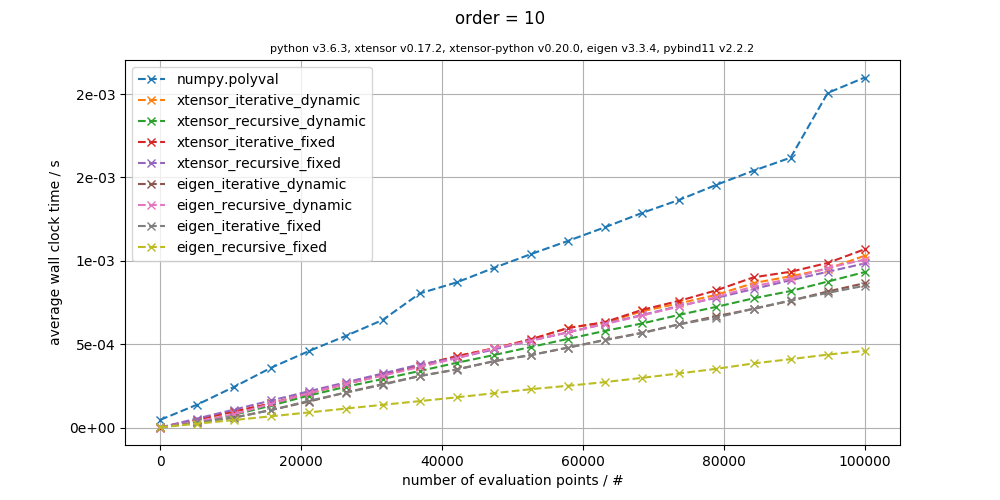 order = 10
python v3.6.3, xtensor v0.17.2, xtensor-python v0.20.0, eigen v3.3.4, pybind11 v2.2.2
numpy.polyval
xtensor_iterative_dynamic
xtensor_recursive_dynamic
xtensor_iterative_fixed
xtensor_recursive_fixed
eigen_iterative_dynamic
eigen_recursive_dynamic
eigen_iterative_fixed
eigen_recursive_fixed
average wall clock time / s
2e-03
2e-03
1e-03
5e-04
0e+00
0 20000 40000 60000 80000 100000
number of evaluation points / #